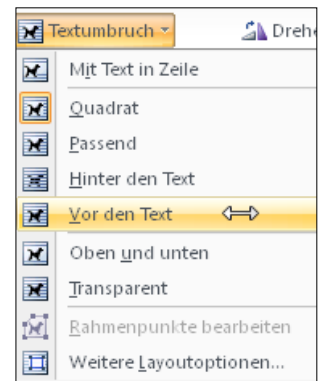 Textumbruch Drehe
Mit Text in Zeile
Quadrat
Passend
Hinter den Text
Vor den Text
Oben und unten
Transparent
Rahmenpunkte bearbeiten
Weitere Layoutoptionen...